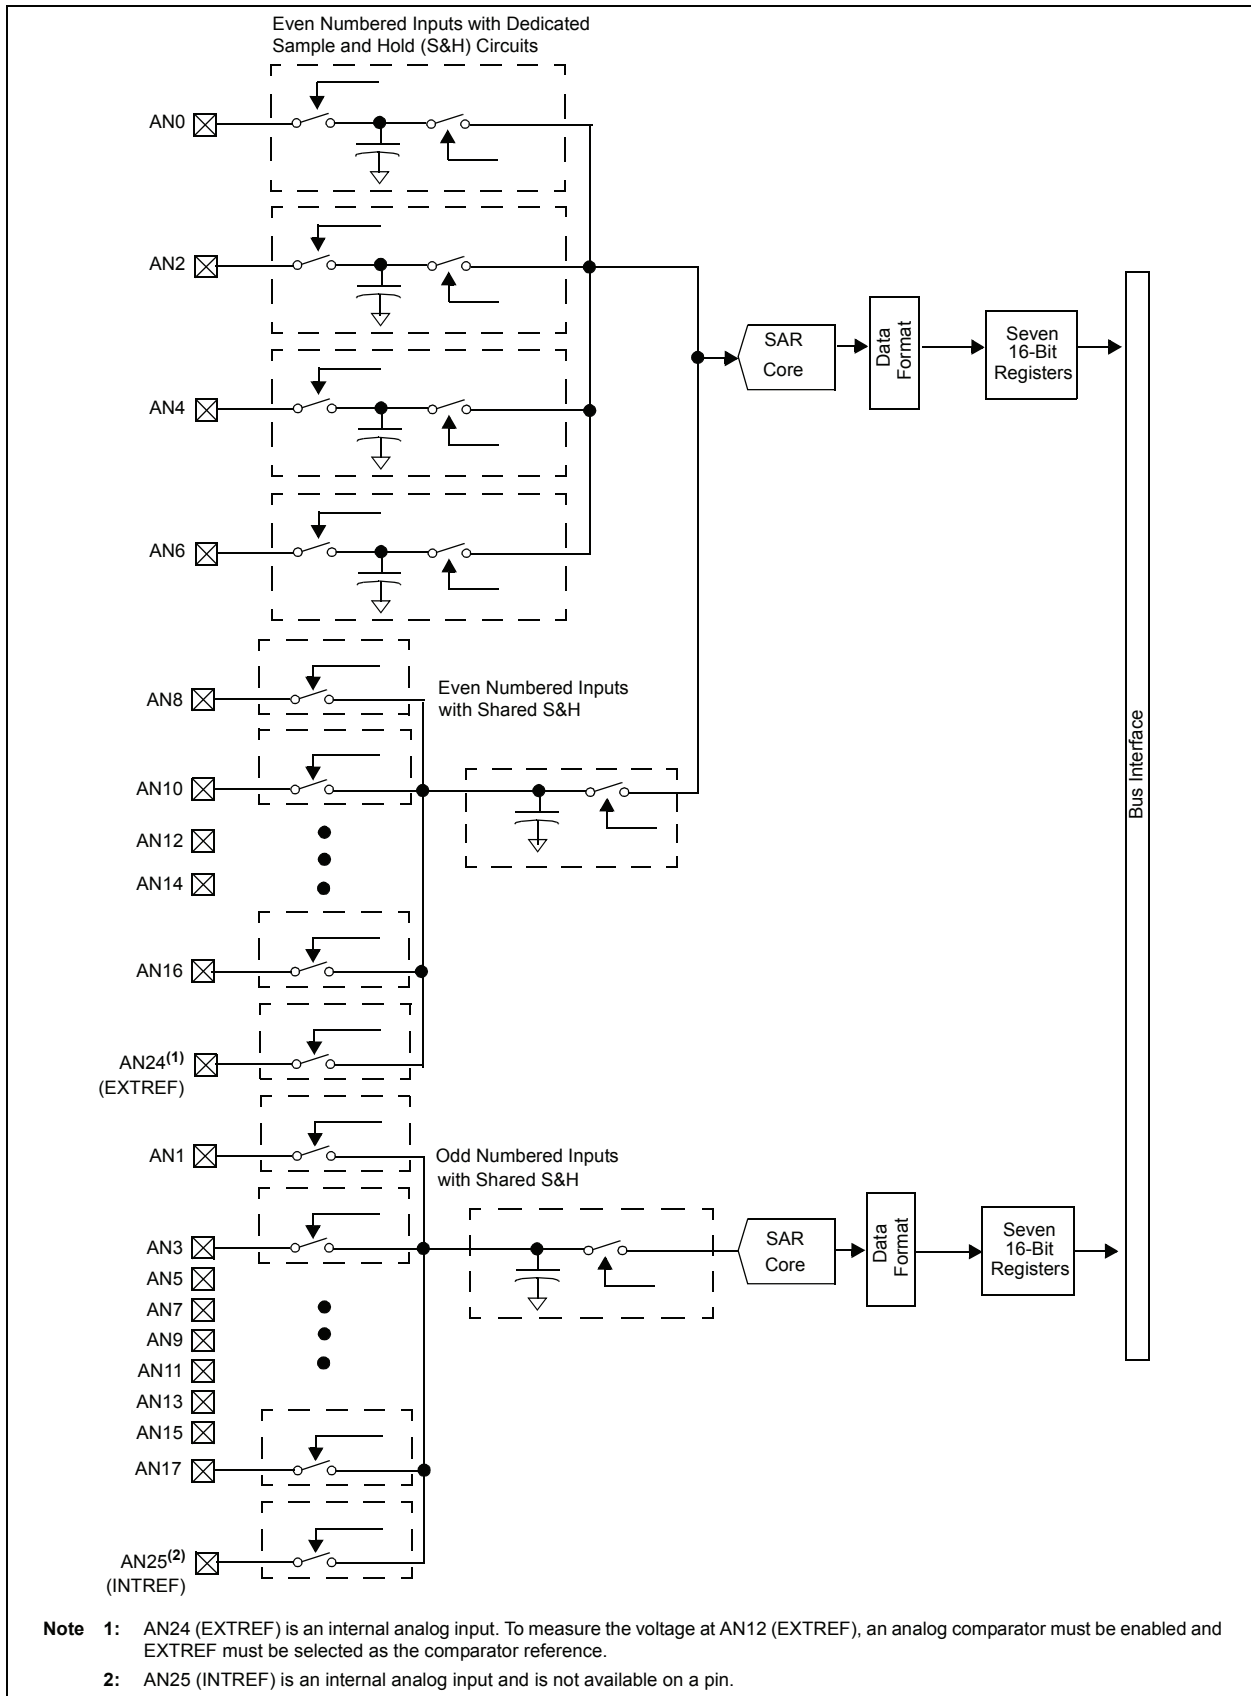 Even Numbered Inputs with Dedicated
Sample and Hold (S&H) Circuits
AN0
AN2
AN4
AN6
SAR
Core
Data
Format
Seven
16-Bit
Registers
Bus Interface
AN8
Even Numbered Inputs
with Shared S&H
AN10
AN12
AN14
AN16
AN24(1)
(EXTREF)
AN1
Odd Numbered Inputs
with Shared S&H
AN3
SAR
Core
Data
Format
Seven
16-Bit
Registers
AN5
AN7
AN9
AN11
AN13
AN15
AN17
AN25(2)
(INTREF)
Note 1: AN24 (EXTREF) is an internal analog input. To measure the voltage at AN12 (EXTREF), an analog comparator must be enabled and
EXTREF must be selected as the comparator reference.
2: AN25 (INTREF) is an internal analog input and is not available on a pin.